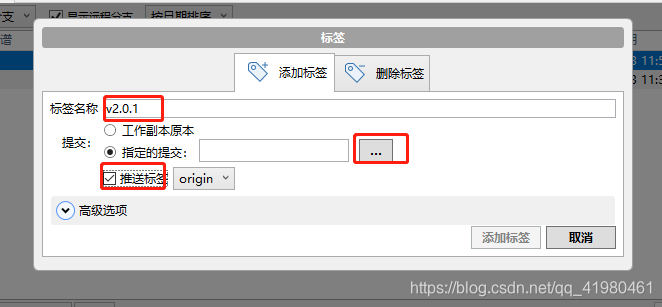 支 显示远程分支 按日期排序
标签
谱 期
添加标签 删除标签
3 11:5
3 11:3
标签名称 v2.0.1
提交： 工作副本原本
指定的提交： ...
推送标签 origin
高级选项
添加标签 取消
https://blog.csdn.net/qq_41980461